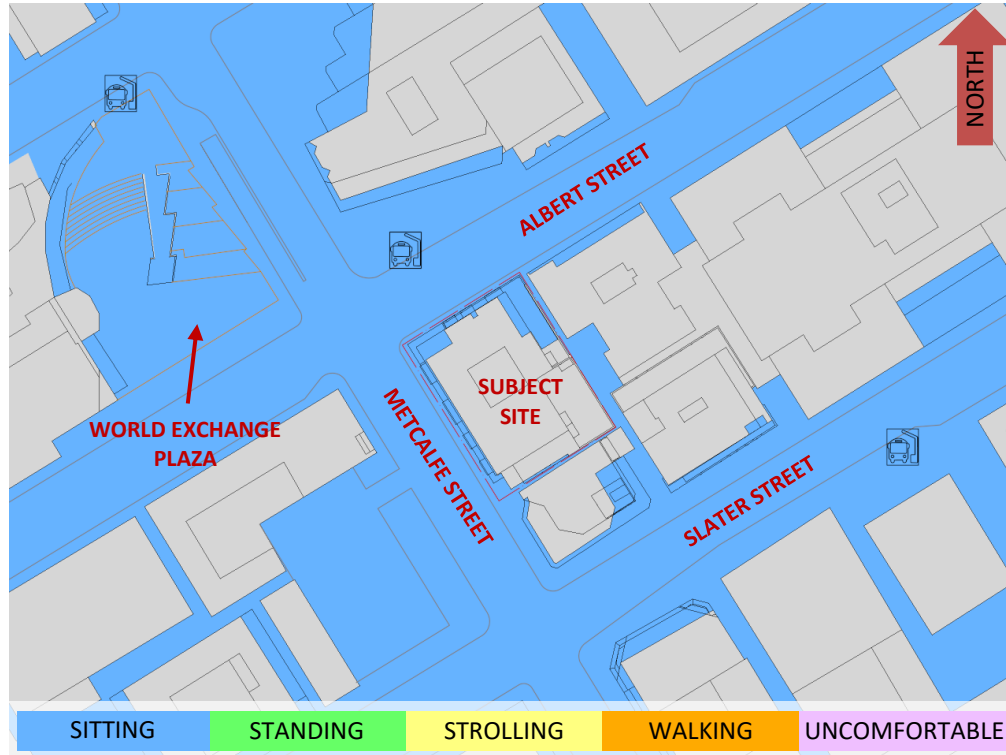 NORTH
ALBERT STREET
SUBJECT
SITE
METCALFE STREET
WORLD EXCHANGE
PLAZA
SLATER STREET
SITTING
STANDING
STROLLING
WALKING
UNCOMFORTABLE